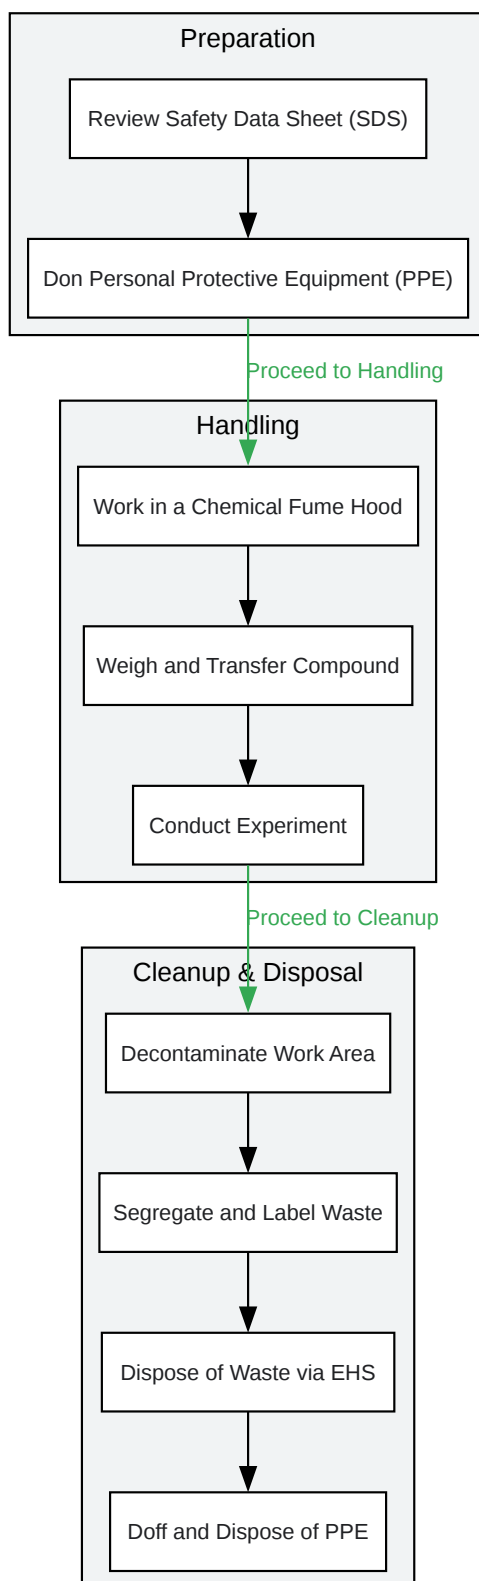 Preparation
Review Safety Data Sheet (SDS)
Don Personal Protective Equipment (PPE)
Proceed to Handling
Handling
Work in a Chemical Fume Hood
Weigh and Transfer Compound
Conduct Experiment
Proceed to Cleanup
Cleanup & Disposal
Decontaminate Work Area
Segregate and Label Waste
Dispose of Waste via EHS
Doff and Dispose of PPE